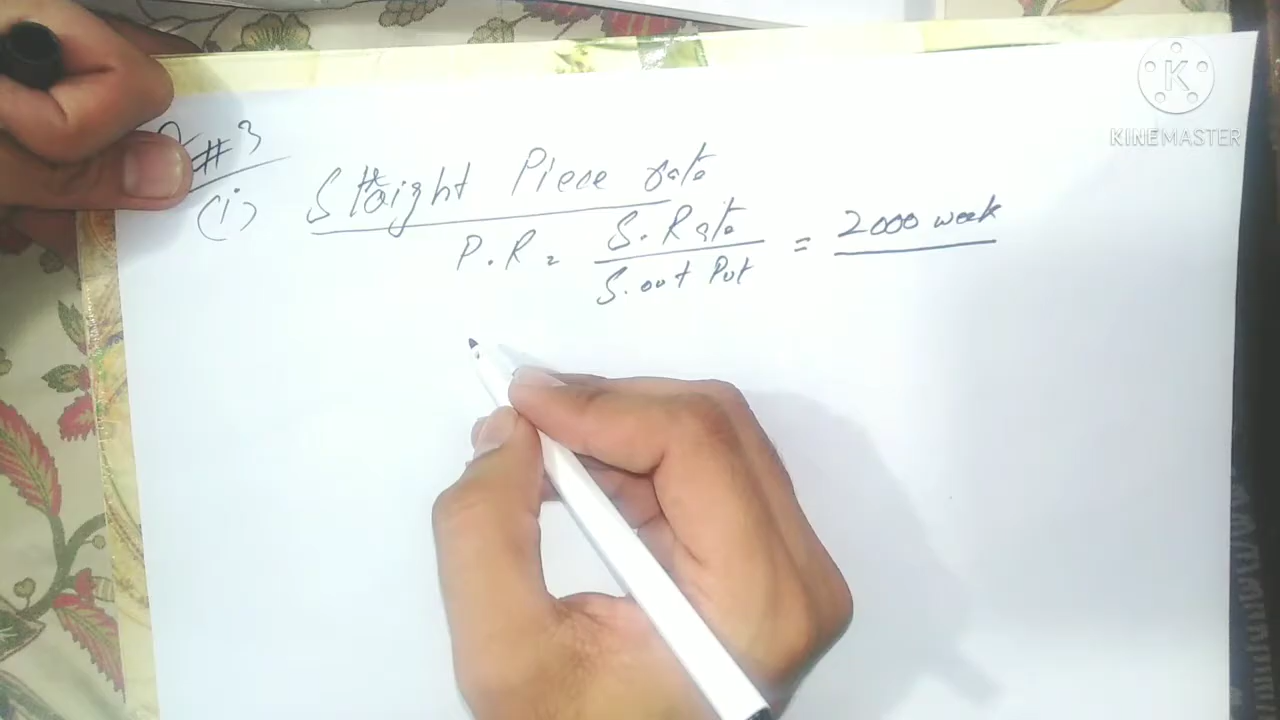 #3
(i) Straight Piece rate
P.R = S.Rate / S.out Put = 2000 week
KINEMASTER